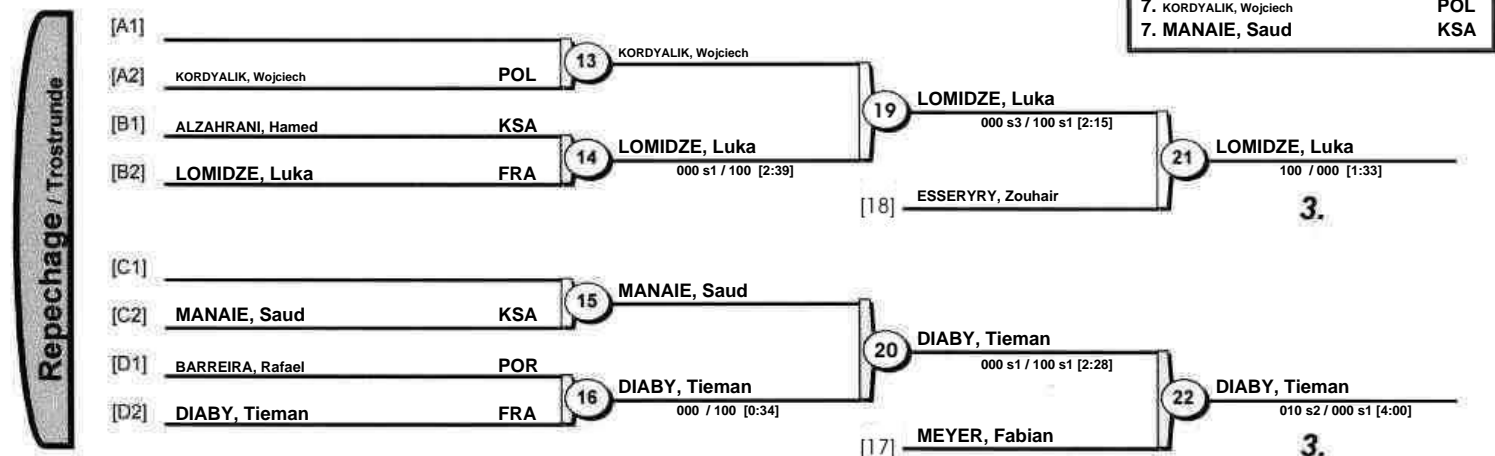 7. KORDYALIK, Wojciech POL
7. MANAIE, Saud KSA
Repechage / Trostrunde
[A1]
[A2] KORDYALIK, Wojciech POL
13
KORDYALIK, Wojciech
[B1] ALZAHRANI, Hamed KSA
[B2] LOMIDZE, Luka FRA
14
LOMIDZE, Luka
000 s1 / 100 [2:39]
19
LOMIDZE, Luka
000 s3 / 100 s1 [2:15]
[18] ESSERYRY, Zouhair
21
LOMIDZE, Luka
100 / 000 [1:33]
3.
[C1]
[C2] MANAIE, Saud KSA
15
MANAIE, Saud
[D1] BARREIRA, Rafael POR
[D2] DIABY, Tieman FRA
16
DIABY, Tieman
000 / 100 [0:34]
20
DIABY, Tieman
000 s1 / 100 s1 [2:28]
[17] MEYER, Fabian
22
DIABY, Tieman
010 s2 / 000 s1 [4:00]
3.